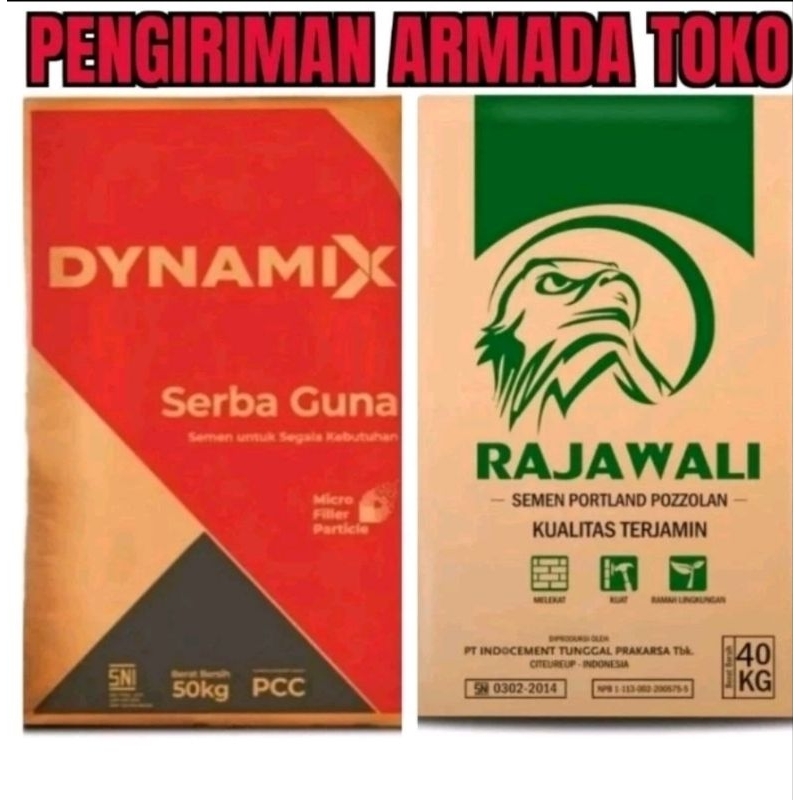 PENGIRIMAN ARMADA TOKO
DYNAMIX
Serba Guna
Semen untuk Segala Kebutuhan
Micro
Filler
Particle
SNI
Berat Bersih
50kg
PCC
RAJAWALI
SEMEN PORTLAND POZZOLAN
KUALITAS TERJAMIN
MELEKAT
KUAT
RAMAH LINGKUNGAN
DIPRODUKSI OLEH
PT INDOCEMENT TUNGGAL PRAKARSA Tbk.
CITEUREUP - INDONESIA
SNI 0302-2014
Berat Bersih
40
KG